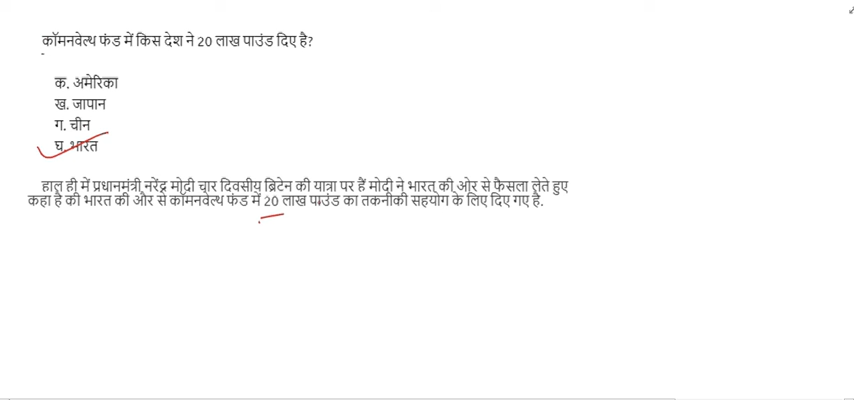 कॉमनवेल्थ फंड में किस देश ने 20 लाख पाउंड दिए है?
क. अमेरिका
ख. जापान
ग. चीन
घ. भारत
हाल ही में प्रधानमंत्री नरेंद्र मोदी चार दिवसीय ब्रिटेन की यात्रा पर हैं मोदी ने भारत की ओर से फैसला लेते हुए
कहा है की भारत की और से कॉमनवेल्थ फंड में 20 लाख पाउंड का तकनीकी सहयोग के लिए दिए गए है.